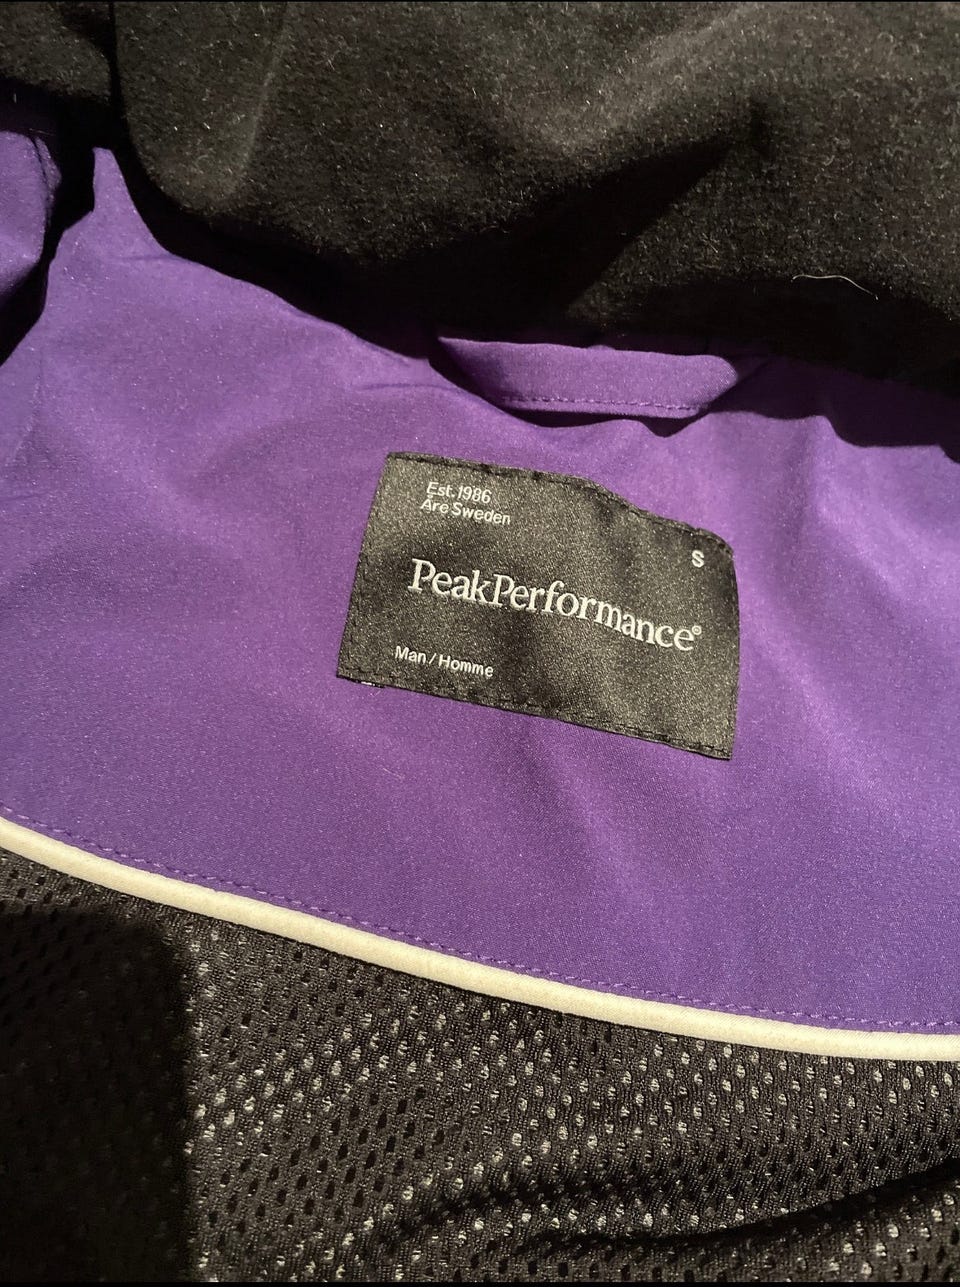 Est. 1986
Åre Sweden
S
PeakPerformance®
Man / Homme